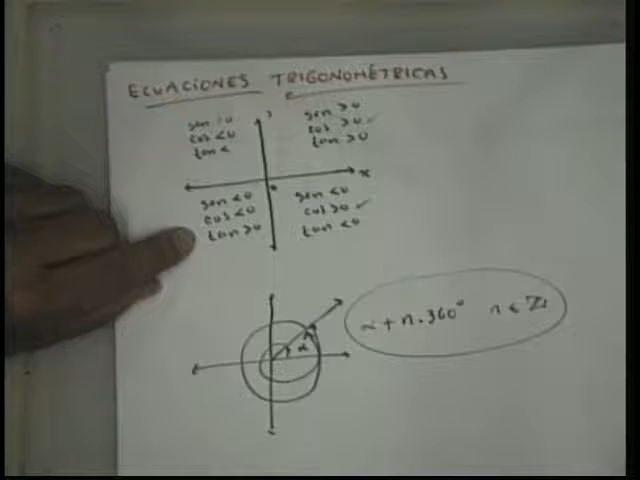 ECUACIONES TRIGONOMÉTRICAS
y
sen >0
cos <0
tan <
sen >0
cos >0 ✓
tan >0
x
sen <0
cos <0
tan >0
sen <0
cos >0 ✓
tan <0
α
α + n.360° n ∈ Z